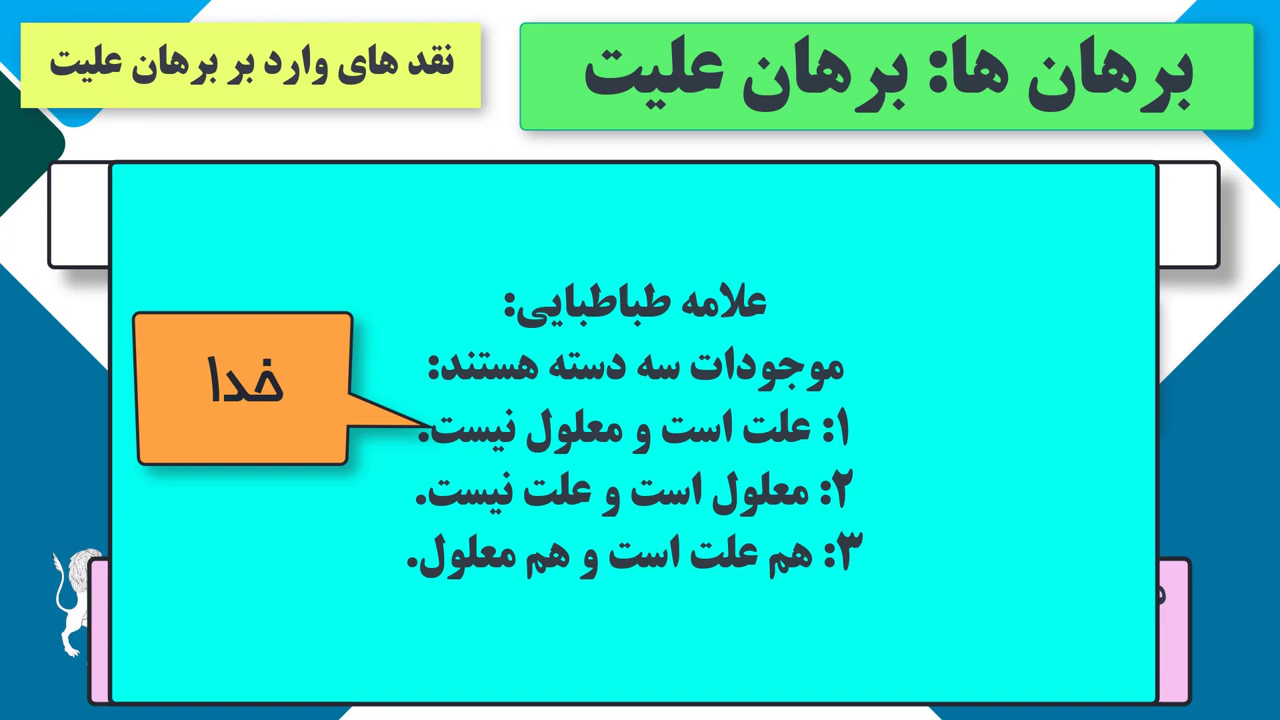 برهان ها: برهان علیت
نقد های وارد بر برهان علیت
علامه طباطبایی:
موجودات سه دسته هستند:
۱: علت است و معلول نیست.
۲: معلول است و علت نیست.
۳: هم علت است و هم معلول.
خدا